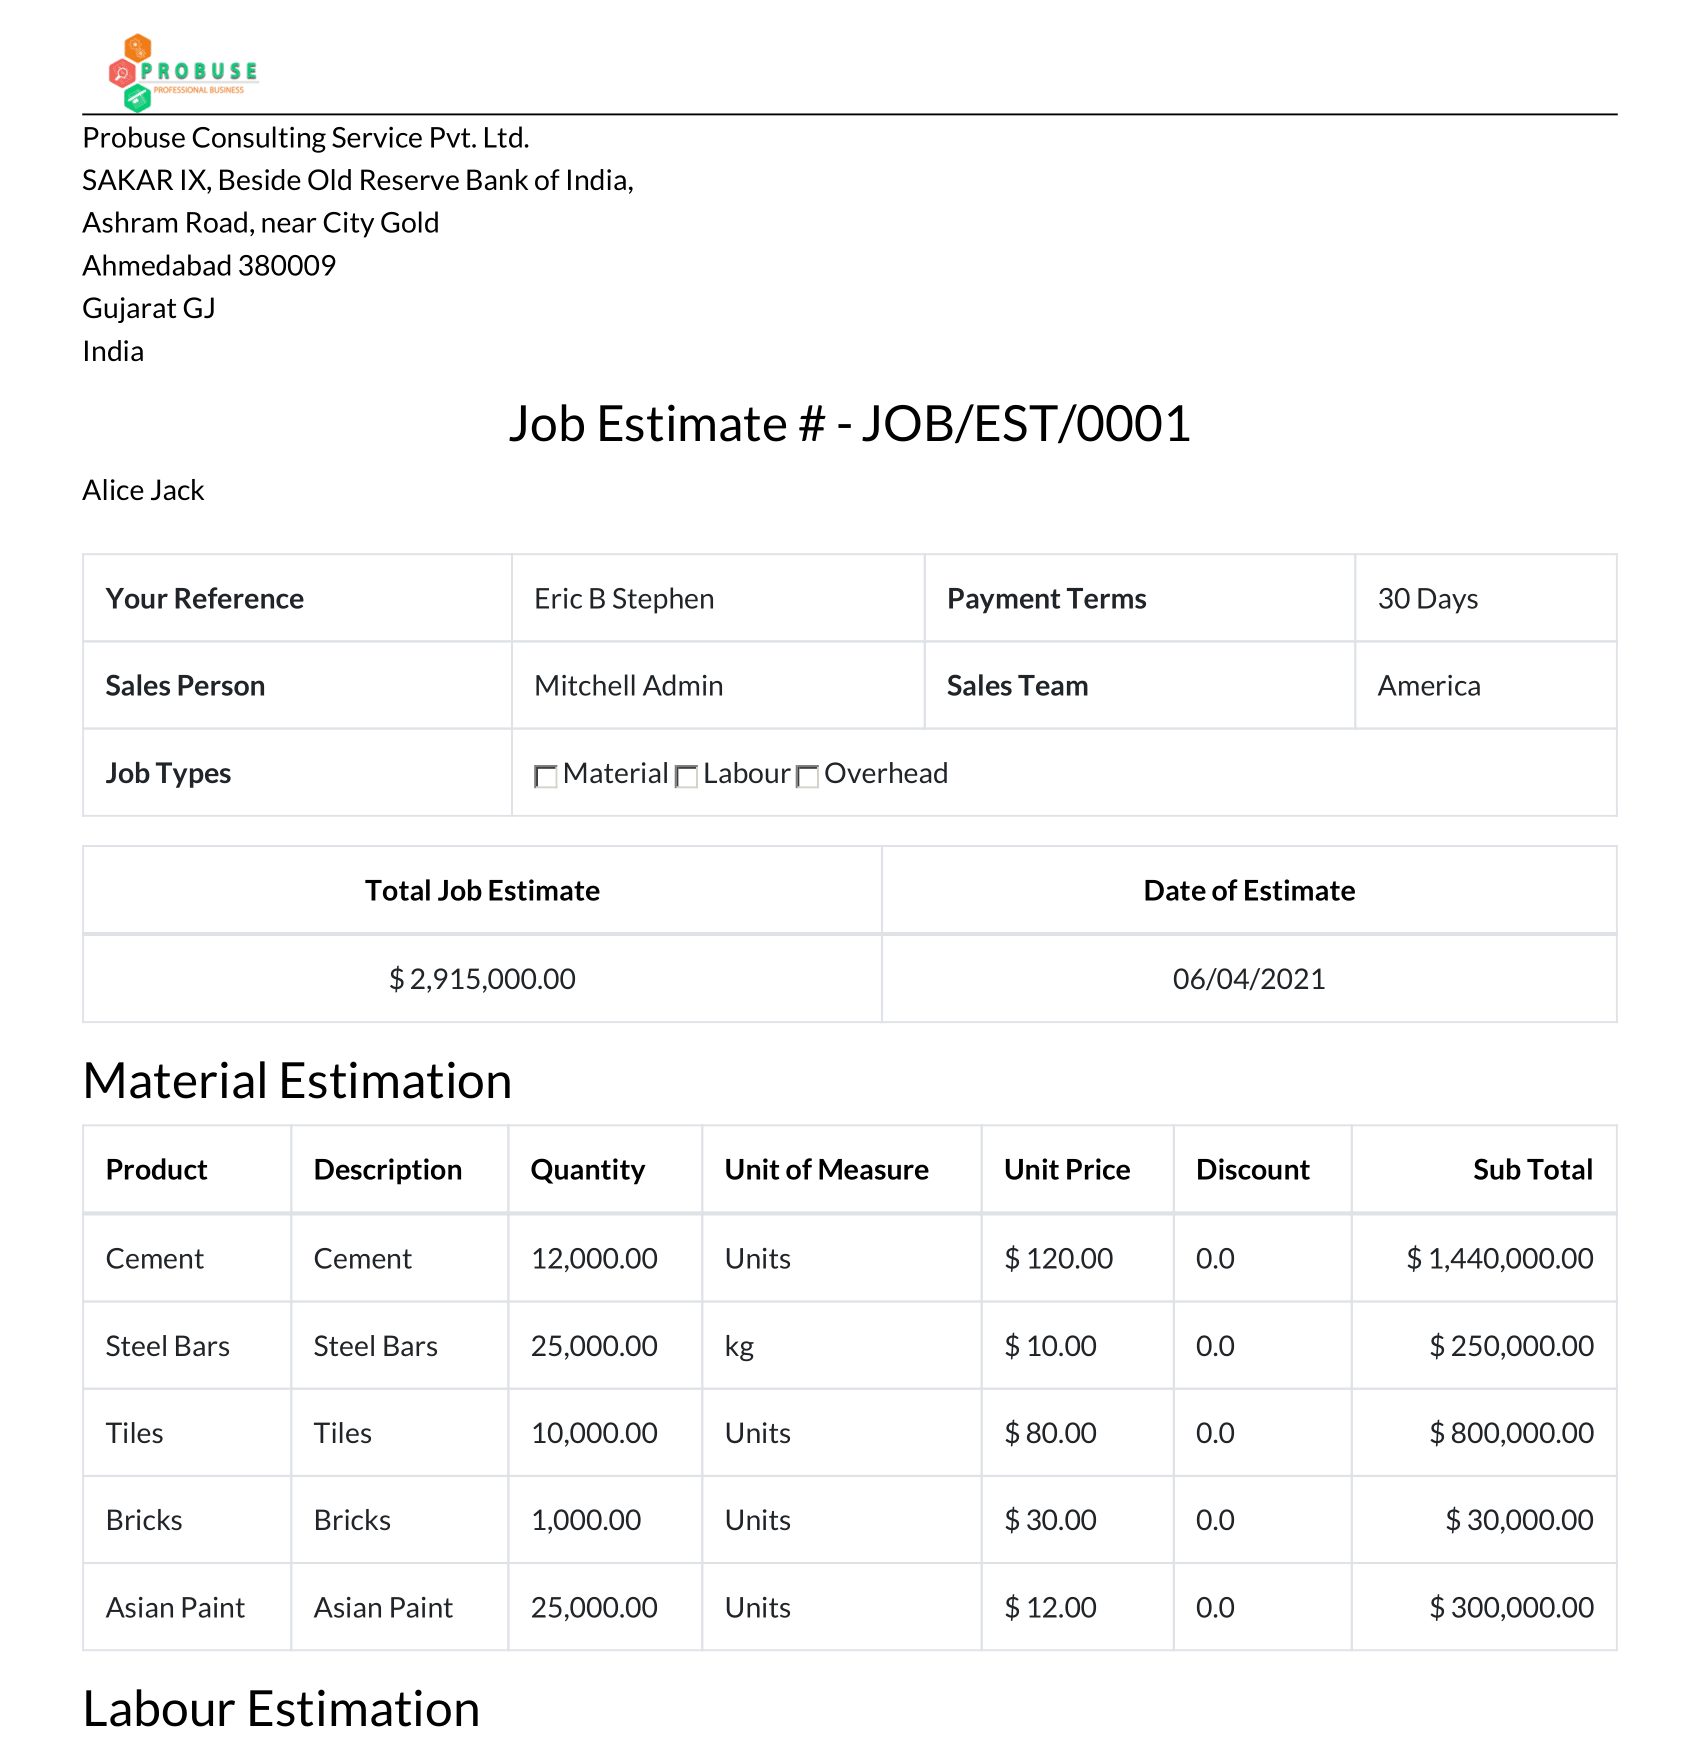 PROBUSE
PROFESSIONAL BUSINESS
Probuse Consulting Service Pvt. Ltd.
SAKAR IX, Beside Old Reserve Bank of India,
Ashram Road, near City Gold
Ahmedabad 380009
Gujarat GJ
India
Job Estimate # - JOB/EST/0001
Alice Jack
Your Reference Eric B Stephen Payment Terms 30 Days
Sales Person Mitchell Admin Sales Team America
Job Types Material Labour Overhead
Total Job Estimate Date of Estimate
$ 2,915,000.00 06/04/2021
Material Estimation
Product Description Quantity Unit of Measure Unit Price Discount Sub Total
Cement Cement 12,000.00 Units $ 120.00 0.0 $ 1,440,000.00
Steel Bars Steel Bars 25,000.00 kg $ 10.00 0.0 $ 250,000.00
Tiles Tiles 10,000.00 Units $ 80.00 0.0 $ 800,000.00
Bricks Bricks 1,000.00 Units $ 30.00 0.0 $ 30,000.00
Asian Paint Asian Paint 25,000.00 Units $ 12.00 0.0 $ 300,000.00
Labour Estimation